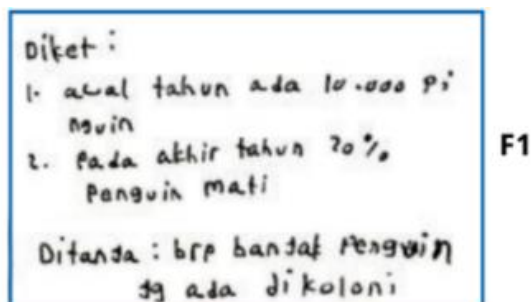 Diket :
1. awal tahun ada 10.000 Pi
nguin
2. Pada akhir tahun 20%
Penguin mati
Ditanya : brp banyak Penguin
yg ada dikoloni
F1